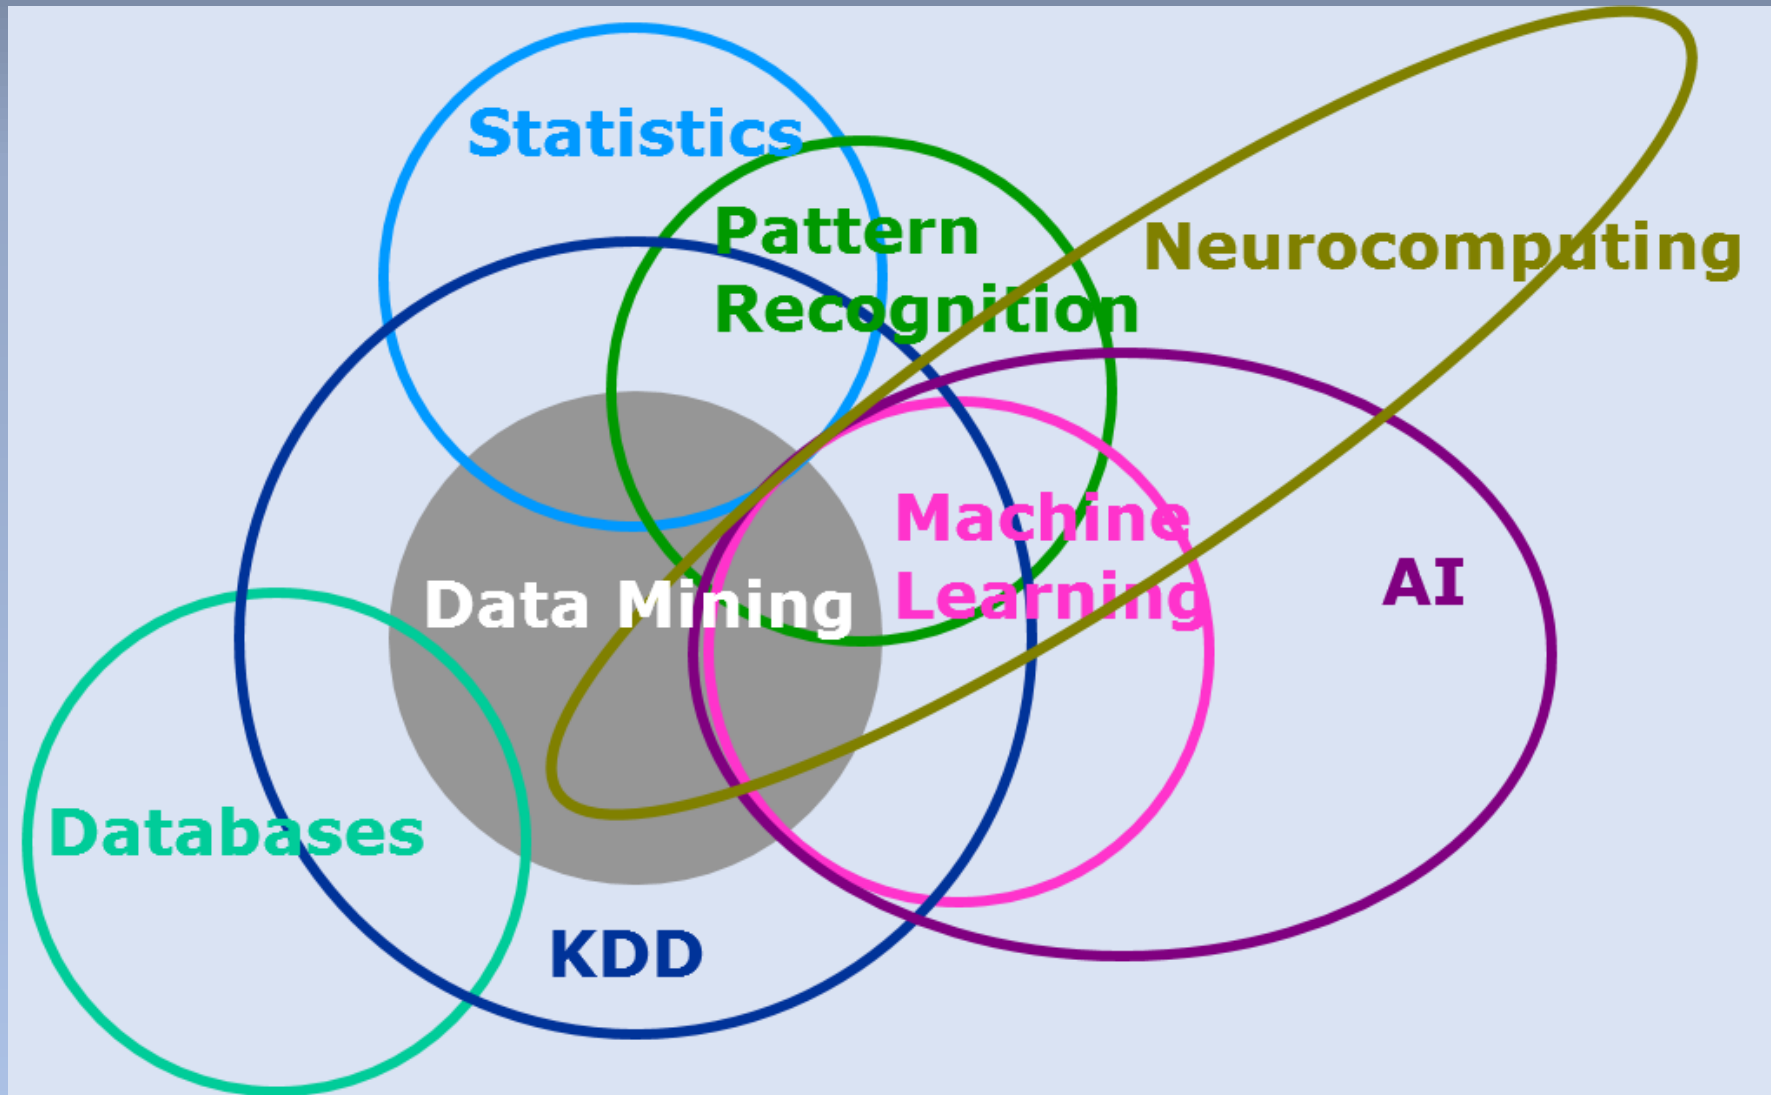 Statistics
Pattern
Recognition
Neurocomputing
Machine
Learning
AI
Data Mining
Databases
KDD